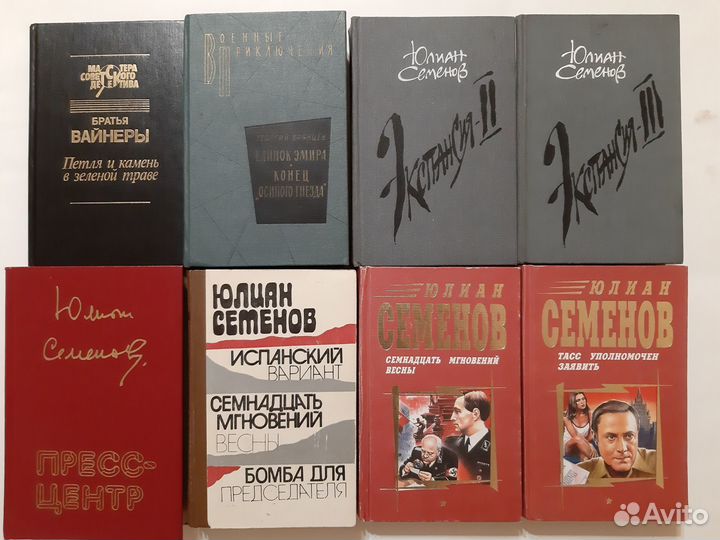 МАСТЕРА
СОВЕТСКОГО
ДЕТЕКТИВА
БРАТЬЯ
ВАЙНЕРЫ
Петля и камень
в зеленой траве
ВОЕННЫЕ
ПРИКЛЮЧЕНИЯ
ГЕОРГИЙ БРЯНЦЕВ
КЛИНОК ЭМИРА
КОНЕЦ
"ОСИНОГО ГНЕЗДА"
Юлиан
Семенов
Экспансия-II
Юлиан
Семенов
Экспансия-III
Юлиан
Семенов
ПРЕСС-
ЦЕНТР
ЮЛИАН
СЕМЕНОВ
ИСПАНСКИЙ
ВАРИАНТ
СЕМНАДЦАТЬ
МГНОВЕНИЙ
ВЕСНЫ
БОМБА ДЛЯ
ПРЕДСЕДАТЕЛЯ
ЮЛИАН
СЕМЕНОВ
СЕМНАДЦАТЬ МГНОВЕНИЙ
ВЕСНЫ
ЮЛИАН
СЕМЕНОВ
ТАСС УПОЛНОМОЧЕН
ЗАЯВИТЬ
Avito